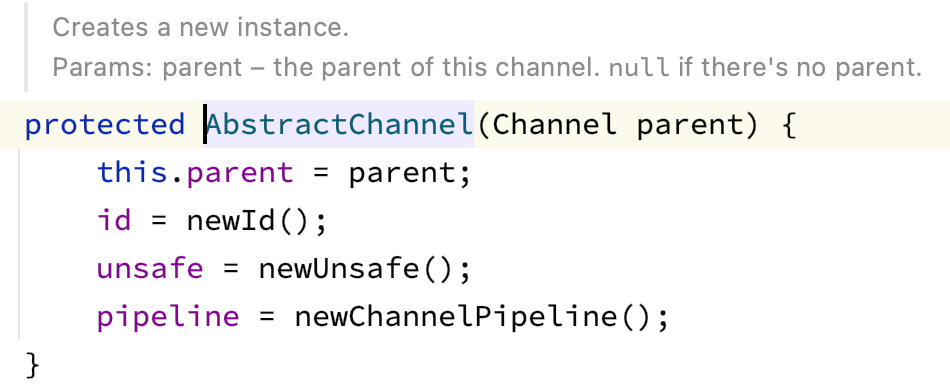 Creates a new instance.
Params: parent – the parent of this channel. null if there's no parent.
protected AbstractChannel(Channel parent) {
    this.parent = parent;
    id = newId();
    unsafe = newUnsafe();
    pipeline = newChannelPipeline();
}